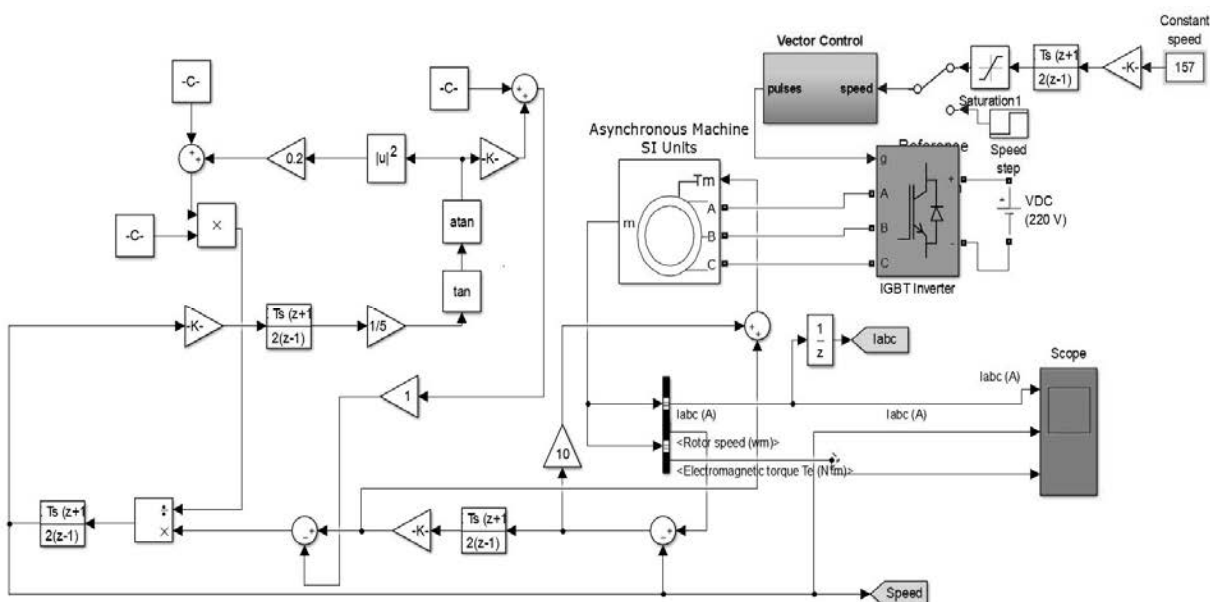 Constant
speed
Vector Control
-C-
Ts (z+1
2(z-1)
-K-
157
-C-
pulses
speed
Saturation1
Asynchronous Machine
SI Units
Reference
Speed
step
0.2
|u|²
-K-
g
Tm
A
A
+
VDC
(220 V)
m
B
B
-
-C-
×
atan
C
C
IGBT Inverter
tan
-K-
Ts (z+1
2(z-1)
1/5
1
z
Iabc
Scope
1
Iabc (A)
Iabc (A)
Iabc (A)
<Rotor speed (wm)>
10
<Electromagnetic torque Te (N*m)>
Ts (z+1
2(z-1)
÷
×
-K-
Ts (z+1
2(z-1)
Speed